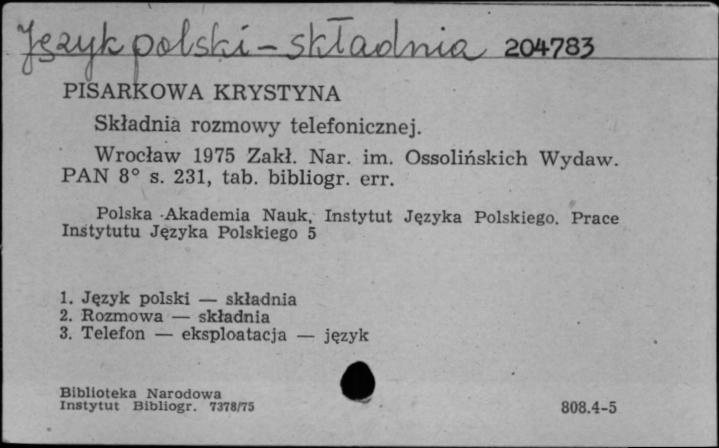 Język polski - składnia 204783
PISARKOWA KRYSTYNA
Składnia rozmowy telefonicznej.
Wrocław 1975 Zakł. Nar. im. Ossolińskich Wydaw.
PAN 8° s. 231, tab. bibliogr. err.
Polska Akademia Nauk, Instytut Języka Polskiego. Prace
Instytutu Języka Polskiego 5
1. Język polski — składnia
2. Rozmowa — składnia
3. Telefon — eksploatacja — język
Biblioteka Narodowa
Instytut Bibliogr. 7378/75 808.4-5